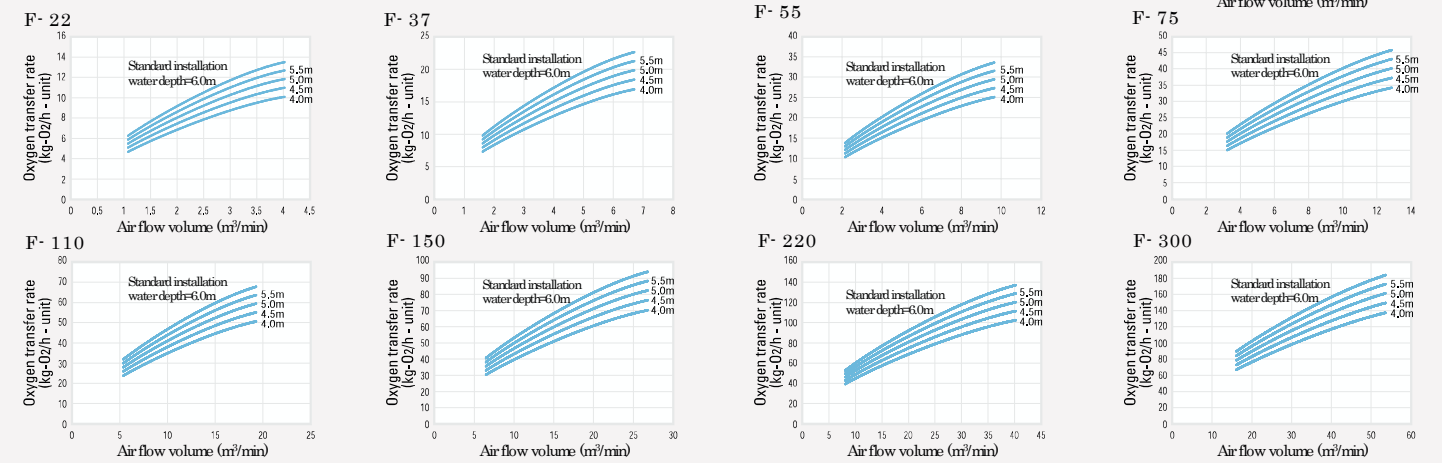 Air flow volume (m³/min)
F- 22
16
14
12
10
8
6
4
2
0
Oxygen transfer rate
(kg-O2/h - unit)
Standard installation
water depth=6.0m
5.5m
5.0m
4.5m
4.0m
0 0,5 1 1,5 2 2,5 3 3,5 4 4,5
Air flow volume (m³/min)
F- 37
25
20
15
10
5
0
Oxygen transfer rate
(kg-O2/h - unit)
Standard installation
water depth=6.0m
5.5m
5.0m
4.5m
4.0m
0 1 2 3 4 5 6 7 8
Air flow volume (m³/min)
F- 55
40
35
30
25
20
15
10
5
0
Oxygen transfer rate
(kg-O2/h - unit)
Standard installation
water depth=6.0m
5.5m
5.0m
4.5m
4.0m
0 2 4 6 8 10 12
Air flow volume (m³/min)
F- 75
50
45
40
35
30
25
20
15
10
5
0
Oxygen transfer rate
(kg-O2/h - unit)
Standard installation
water depth=6.0m
5.5m
5.0m
4.5m
4.0m
0 2 4 6 8 10 12 14
Air flow volume (m³/min)
F- 110
80
70
60
50
40
30
20
10
0
Oxygen transfer rate
(kg-O2/h - unit)
Standard installation
water depth=6.0m
5.5m
5.0m
4.5m
4.0m
0 5 10 15 20 25
Air flow volume (m³/min)
F- 150
100
90
80
70
60
50
40
30
20
10
0
Oxygen transfer rate
(kg-O2/h - unit)
Standard installation
water depth=6.0m
5.5m
5.0m
4.5m
4.0m
0 5 10 15 20 25 30
Air flow volume (m³/min)
F- 220
160
140
120
100
80
60
40
20
0
Oxygen transfer rate
(kg-O2/h - unit)
Standard installation
water depth=6.0m
5.5m
5.0m
4.5m
4.0m
0 5 10 15 20 25 30 35 40 45
Air flow volume (m³/min)
F- 300
200
180
160
140
120
100
80
60
40
20
0
Oxygen transfer rate
(kg-O2/h - unit)
Standard installation
water depth=6.0m
5.5m
5.0m
4.5m
4.0m
0 10 20 30 40 50 60
Air flow volume (m³/min)